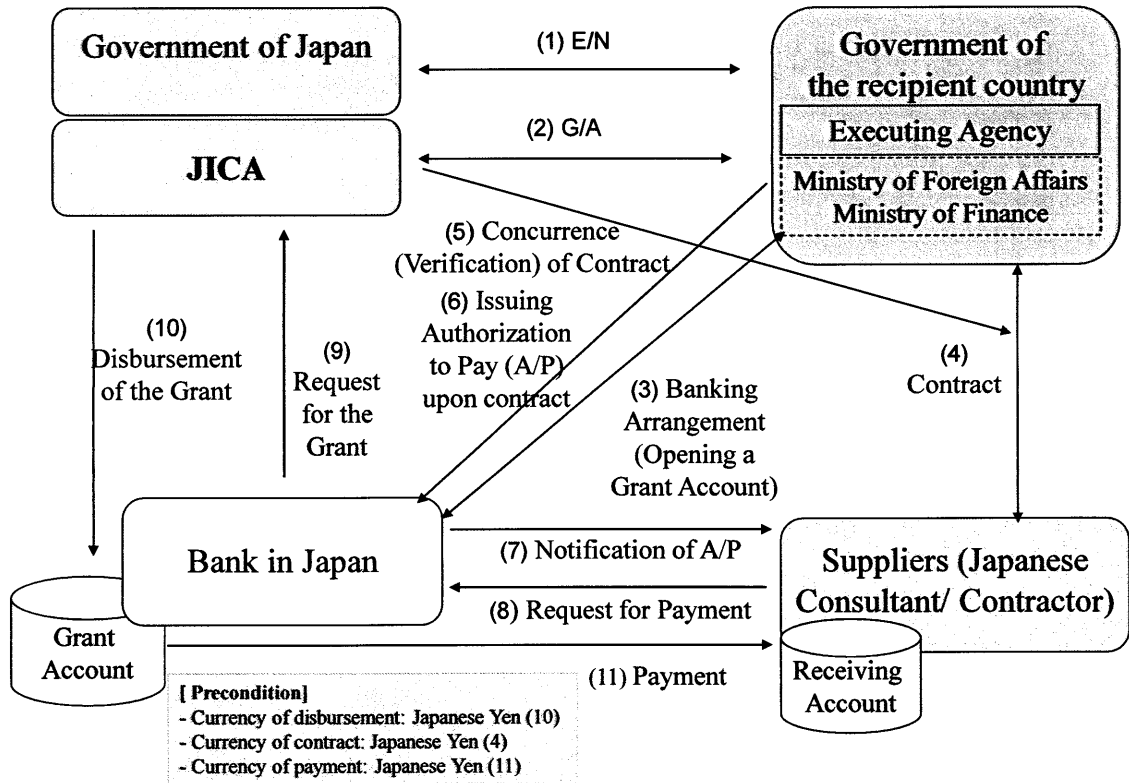 Government of Japan
(1) E/N
Government of
the recipient country
JICA
(2) G/A
Executing Agency
Ministry of Foreign Affairs
Ministry of Finance
(5) Concurrence
(Verification) of Contract
(6) Issuing
Authorization
to Pay (A/P)
upon contract
(10)
Disbursement
of the Grant
(9)
Request
for the
Grant
(3) Banking
Arrangement
(Opening a
Grant Account)
(4)
Contract
Bank in Japan
(7) Notification of A/P
(8) Request for Payment
Suppliers (Japanese
Consultant/ Contractor)
Grant
Account
(11) Payment
Receiving
Account
[ Precondition]
- Currency of disbursement: Japanese Yen (10)
- Currency of contract: Japanese Yen (4)
- Currency of payment: Japanese Yen (11)